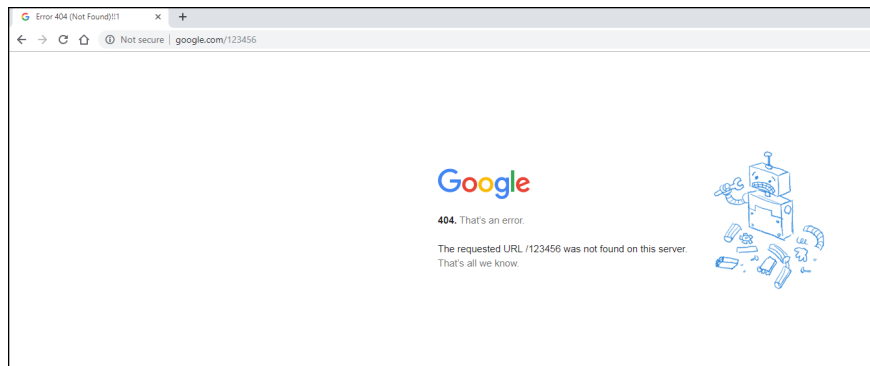 Error 404 (Not Found)!!1
Not secure | google.com/123456
Google
404. That's an error.
The requested URL /123456 was not found on this server.
That's all we know.